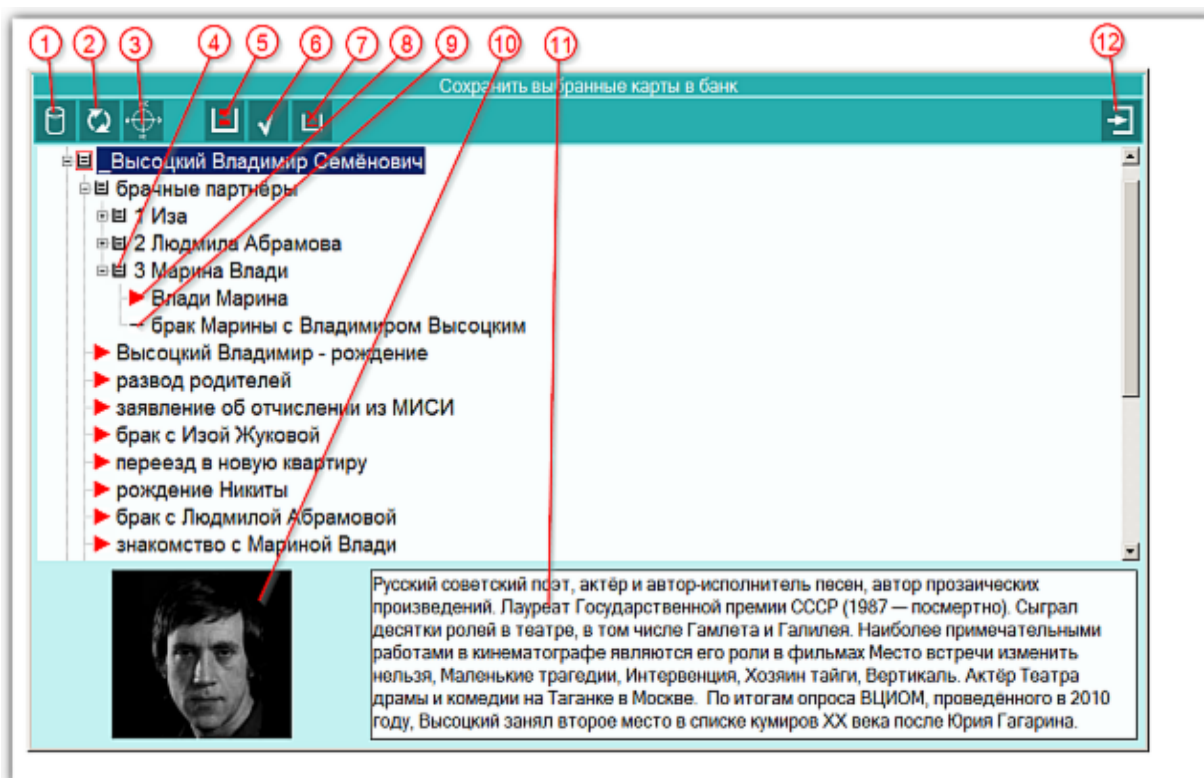 1 2 3 4 5 6 7 8 9 10 11 12
Сохранить выбранные карты в банк
_Высоцкий Владимир Семёнович
брачные партнёры
1 Иза
2 Людмила Абрамова
3 Марина Влади
Влади Марина
брак Марины с Владимиром Высоцким
Высоцкий Владимир - рождение
развод родителей
заявление об отчислении из МИСИ
брак с Изой Жуковой
переезд в новую квартиру
рождение Никиты
брак с Людмилой Абрамовой
знакомство с Мариной Влади
Русский советский поэт, актёр и автор-исполнитель песен, автор прозаических
произведений. Лауреат Государственной премии СССР (1987 — посмертно). Сыграл
десятки ролей в театре, в том числе Гамлета и Галилея. Наиболее примечательными
работами в кинематографе являются его роли в фильмах Место встречи изменить
нельзя, Маленькие трагедии, Интервенция, Хозяин тайги, Вертикаль. Актёр Театра
драмы и комедии на Таганке в Москве.  По итогам опроса ВЦИОМ, проведённого в 2010
году, Высоцкий занял второе место в списке кумиров XX века после Юрия Гагарина.